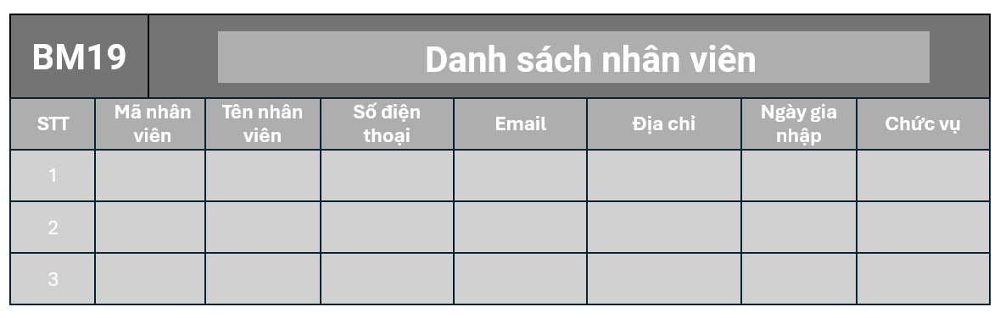 BM19
Danh sách nhân viên
STT
Mã nhân
viên
Tên nhân
viên
Số điện
thoại
Email
Địa chỉ
Ngày gia
nhập
Chức vụ
1
2
3